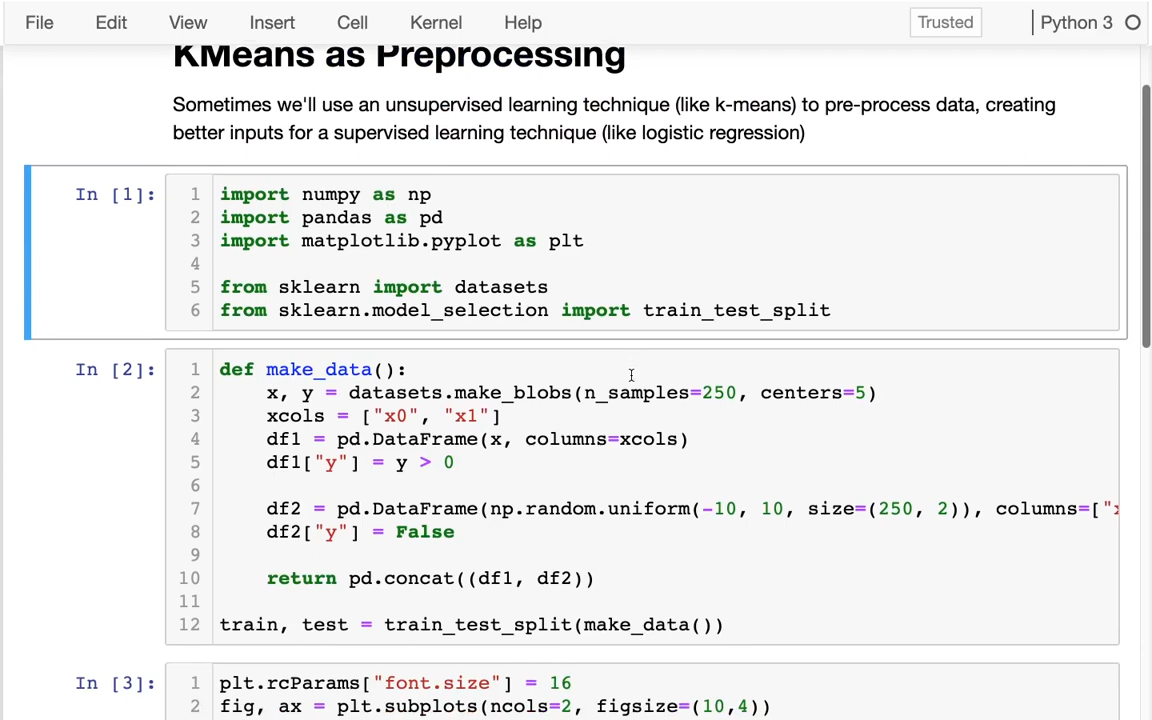 File Edit View Insert Cell Kernel Help Trusted Python 3
KMeans as Preprocessing
Sometimes we'll use an unsupervised learning technique (like k-means) to pre-process data, creating
better inputs for a supervised learning technique (like logistic regression)
In [1]:
1 import numpy as np
2 import pandas as pd
3 import matplotlib.pyplot as plt
4
5 from sklearn import datasets
6 from sklearn.model_selection import train_test_split
In [2]:
1 def make_data():
2     x, y = datasets.make_blobs(n_samples=250, centers=5)
3     xcols = ["x0", "x1"]
4     df1 = pd.DataFrame(x, columns=xcols)
5     df1["y"] = y > 0
6
7     df2 = pd.DataFrame(np.random.uniform(-10, 10, size=(250, 2)), columns=["
8     df2["y"] = False
9
10     return pd.concat((df1, df2))
11
12 train, test = train_test_split(make_data())
In [3]:
1 plt.rcParams["font.size"] = 16
2 fig, ax = plt.subplots(ncols=2, figsize=(10,4))